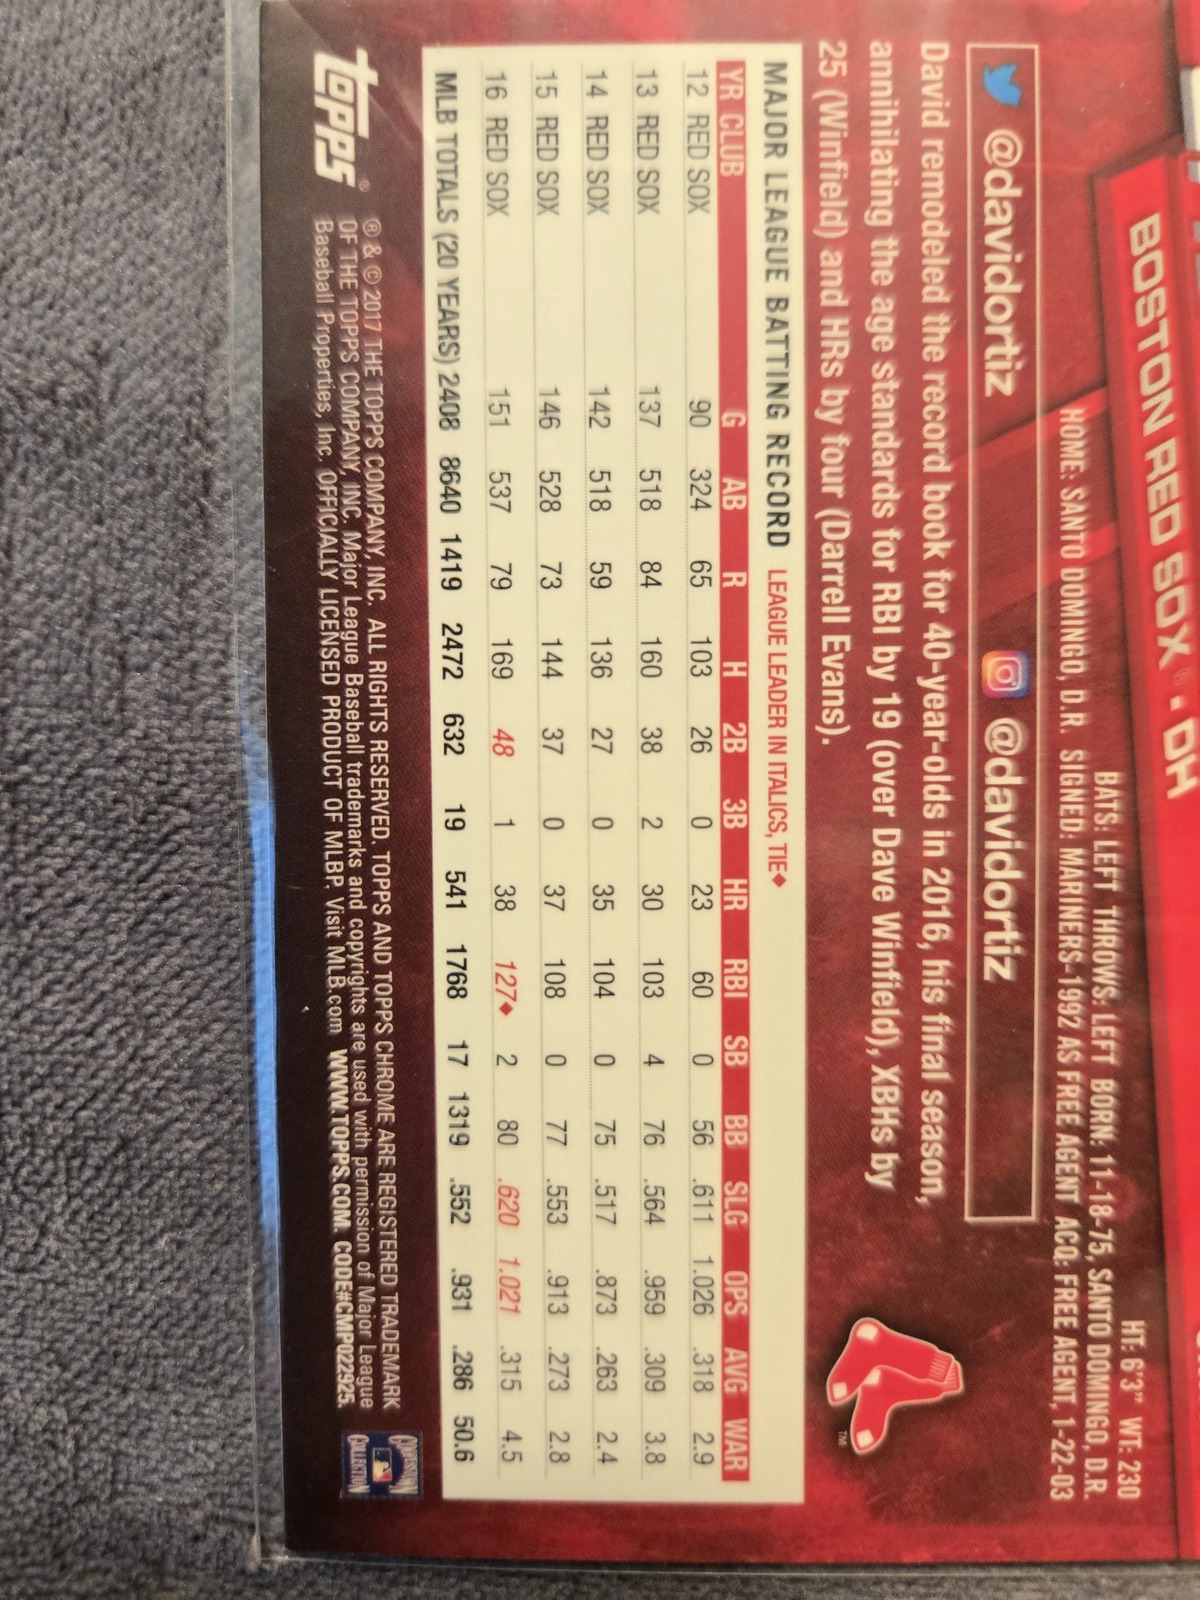 BOSTON RED SOX® • DH
HT: 6'3" WT: 230
BATS: LEFT THROWS: LEFT BORN: 11-18-75, SANTO DOMINGO, D.R.
HOME: SANTO DOMINGO, D.R. SIGNED: MARINERS-1992 AS FREE AGENT ACQ: FREE AGENT, 1-22-03
@davidortiz @davidortiz
David remodeled the record book for 40-year-olds in 2016, his final season,
annihilating the age standards for RBI by 19 (over Dave Winfield), XBHs by
25 (Winfield) and HRs by four (Darrell Evans).
TM
MAJOR LEAGUE BATTING RECORD LEAGUE LEADER IN ITALICS, TIE♦
YR CLUB G AB R H 2B 3B HR RBI SB BB SLG OPS AVG WAR
12 RED SOX 90 324 65 103 26 0 23 60 0 56 .611 1.026 .318 2.9
13 RED SOX 137 518 84 160 38 2 30 103 4 76 .564 .959 .309 3.8
14 RED SOX 142 518 59 136 27 0 35 104 0 75 .517 .873 .263 2.4
15 RED SOX 146 528 73 144 37 0 37 108 0 77 .553 .913 .273 2.8
16 RED SOX 151 537 79 169 48 1 38 127♦ 2 80 .620 1.021 .315 4.5
MLB TOTALS (20 YEARS) 2408 8640 1419 2472 632 19 541 1768 17 1319 .552 .931 .286 50.6
topps®
® & © 2017 THE TOPPS COMPANY, INC. ALL RIGHTS RESERVED. TOPPS AND TOPPS CHROME ARE REGISTERED TRADEMARK
OF THE TOPPS COMPANY, INC. Major League Baseball trademarks and copyrights are used with permission of Major League
Baseball Properties, Inc. OFFICIALLY LICENSED PRODUCT OF MLBP. Visit MLB.com WWW.TOPPS.COM. CODE#CMP022925.
COOPERSTOWN
COLLECTION